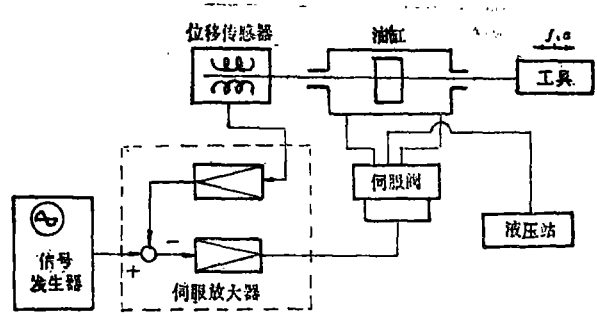 位移传感器
油缸
f,a
工具
伺服阀
液压站
信号
发生器
+
−
伺服放大器